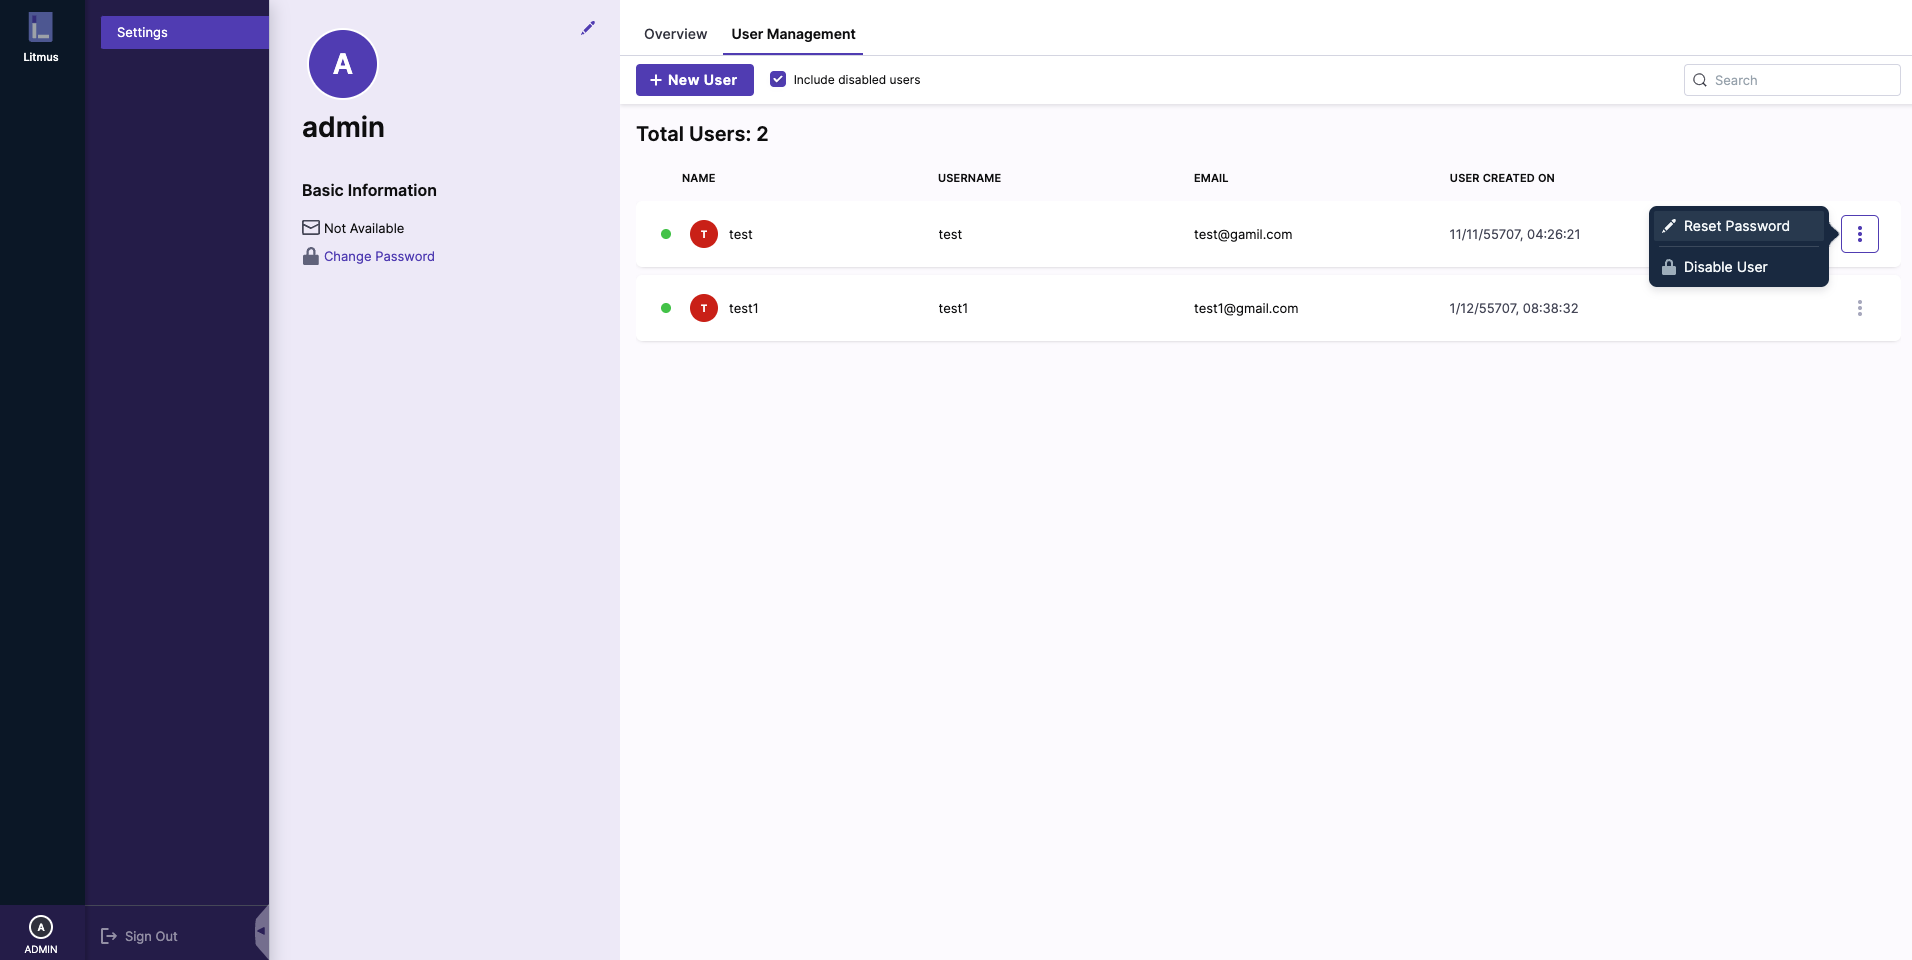 Litmus
Settings
A
admin
Basic Information
Not Available
Change Password
Overview
User Management
New User
Include disabled users
Search
Total Users: 2
NAME
USERNAME
EMAIL
USER CREATED ON
T
test
test
test@gamil.com
11/11/55707, 04:26:21
Reset Password
Disable User
T
test1
test1
test1@gmail.com
1/12/55707, 08:38:32
A
ADMIN
Sign Out